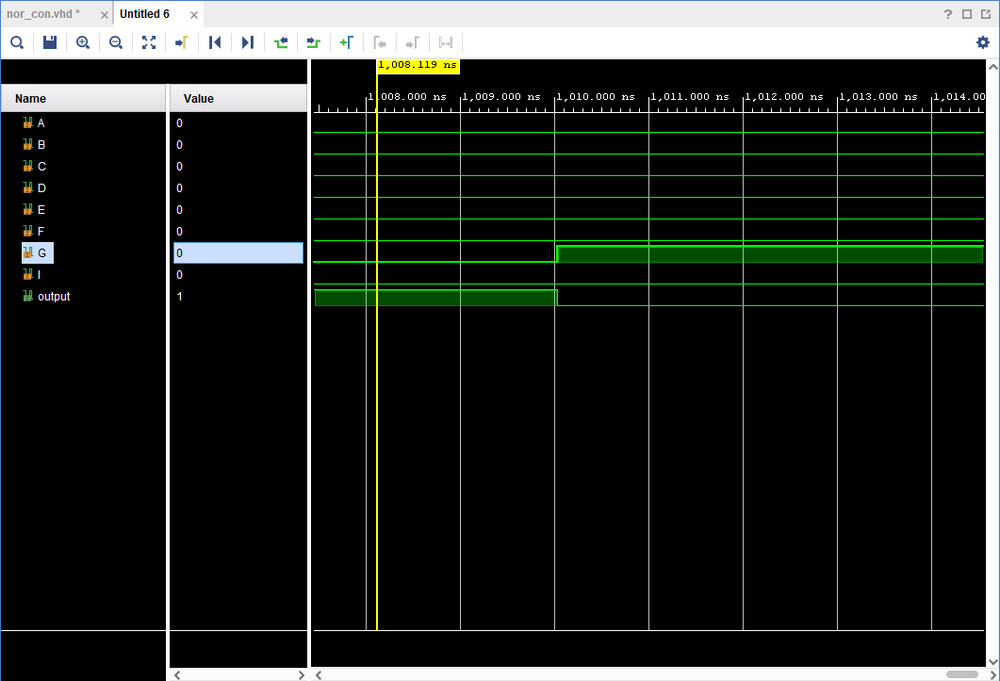 nor_con.vhd * × Untitled 6 ×
?
1,008.119 ns
Name Value
1,008.000 ns 1,009.000 ns 1,010.000 ns 1,011.000 ns 1,012.000 ns 1,013.000 ns 1,014.00
A 0
B 0
C 0
D 0
E 0
F 0
G 0
I 0
output 1